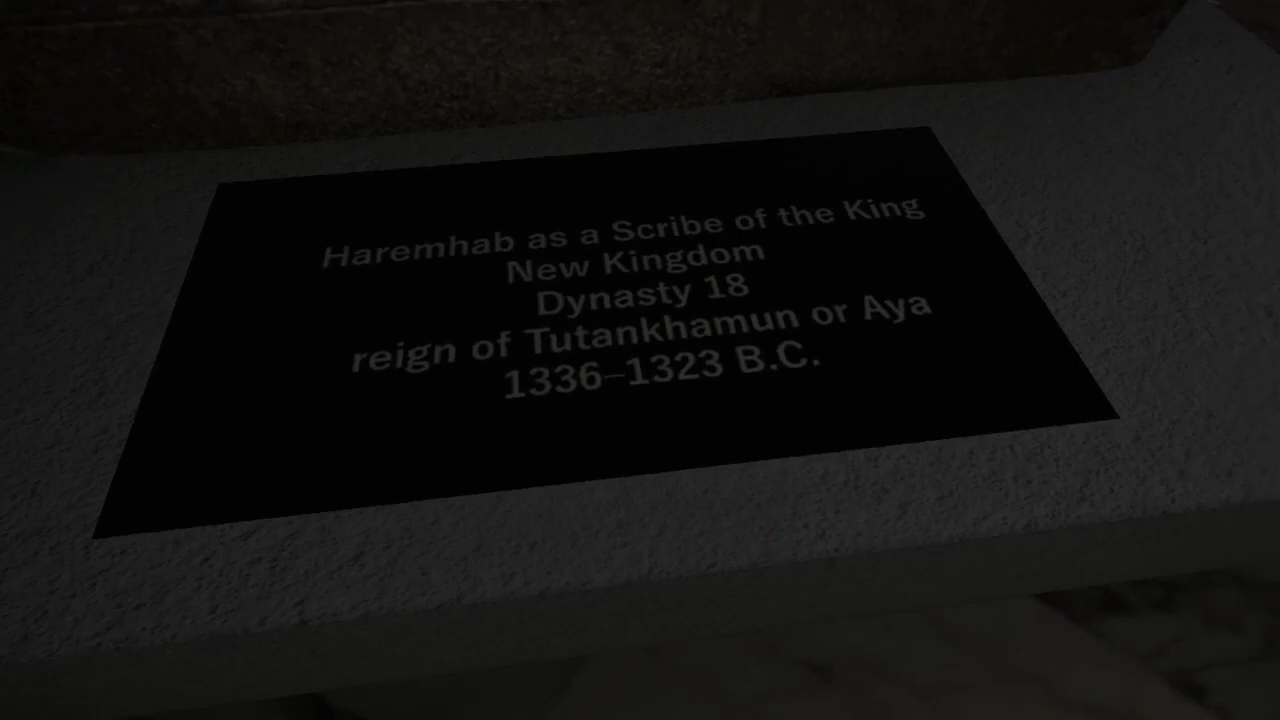 Haremhab as a Scribe of the King
New Kingdom
Dynasty 18
reign of Tutankhamun or Aya
1336–1323 B.C.